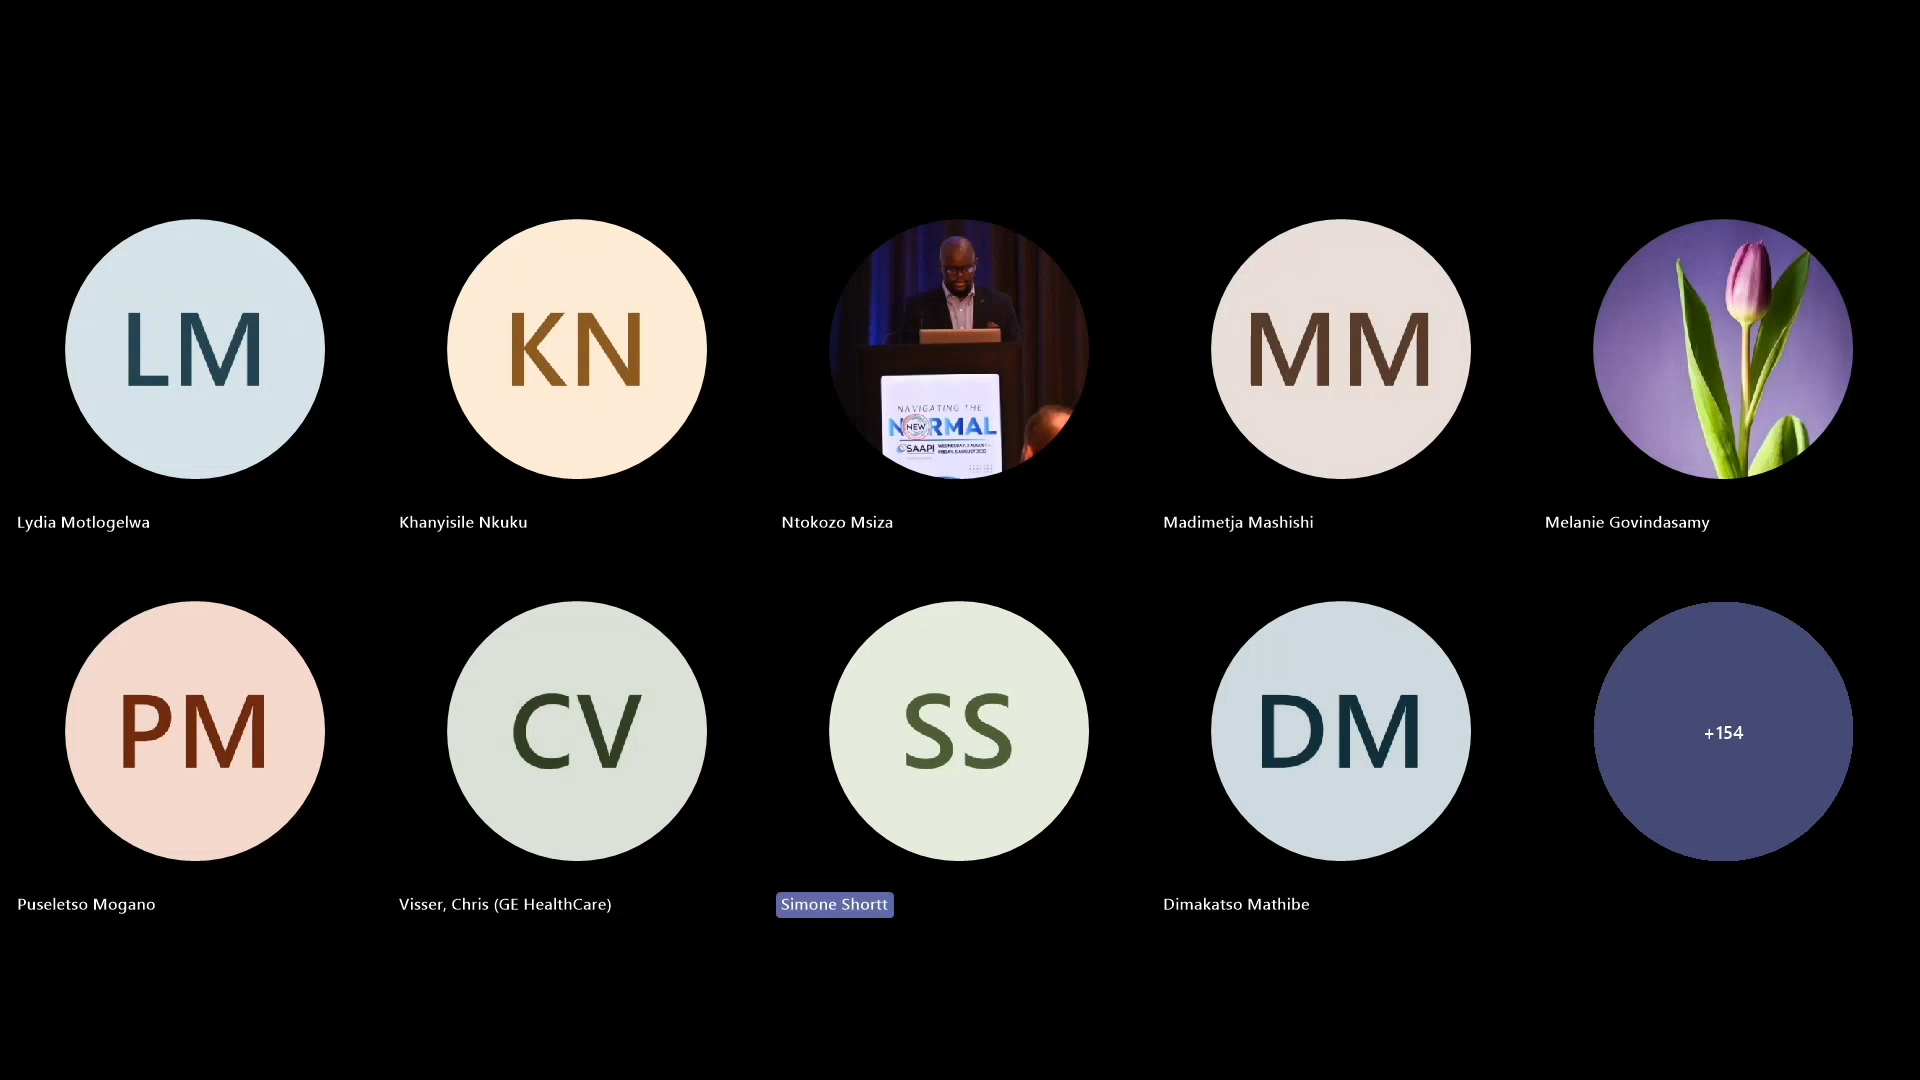 LM
KN
NAVIGATING THE
NEW
NORMAL
SAAPI
MM
Lydia Motlogelwa
Khanyisile Nkuku
Ntokozo Msiza
Madimetja Mashishi
Melanie Govindasamy
PM
CV
SS
DM
+154
Puseletso Mogano
Visser, Chris (GE HealthCare)
Simone Shortt
Dimakatso Mathibe